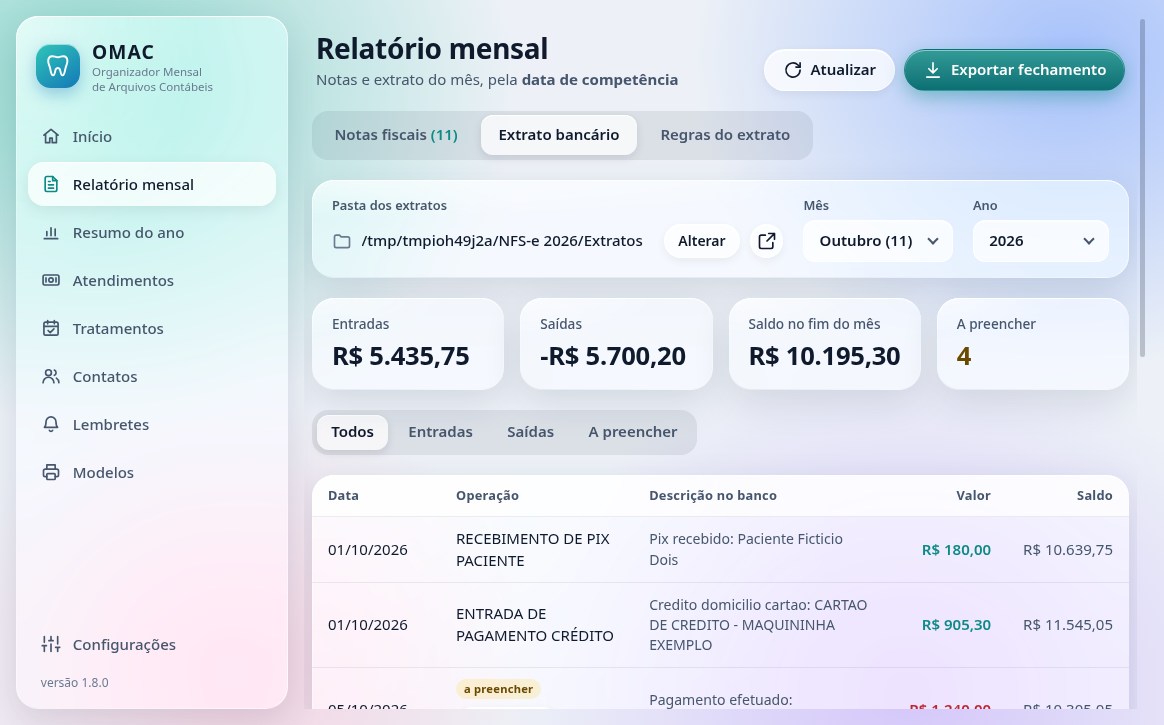 OMAC
Organizador Mensal
de Arquivos Contábeis
Início
Relatório mensal
Resumo do ano
Atendimentos
Tratamentos
Contatos
Lembretes
Modelos
Configurações
versão 1.8.0
Relatório mensal
Notas e extrato do mês, pela data de competência
Atualizar
Exportar fechamento
Notas fiscais (11)
Extrato bancário
Regras do extrato
Pasta dos extratos
/tmp/tmpioh49j2a/NFS-e 2026/Extratos
Alterar
Mês
Outubro (11)
Ano
2026
Entradas
R$ 5.435,75
Saídas
-R$ 5.700,20
Saldo no fim do mês
R$ 10.195,30
A preencher
4
Todos
Entradas
Saídas
A preencher
Data
Operação
Descrição no banco
Valor
Saldo
01/10/2026
RECEBIMENTO DE PIX
PACIENTE
Pix recebido: Paciente Ficticio
Dois
R$ 180,00
R$ 10.639,75
01/10/2026
ENTRADA DE
PAGAMENTO CRÉDITO
Credito domicilio cartao: CARTAO
DE CREDITO - MAQUININHA
EXEMPLO
R$ 905,30
R$ 11.545,05
a preencher
Pagamento efetuado: